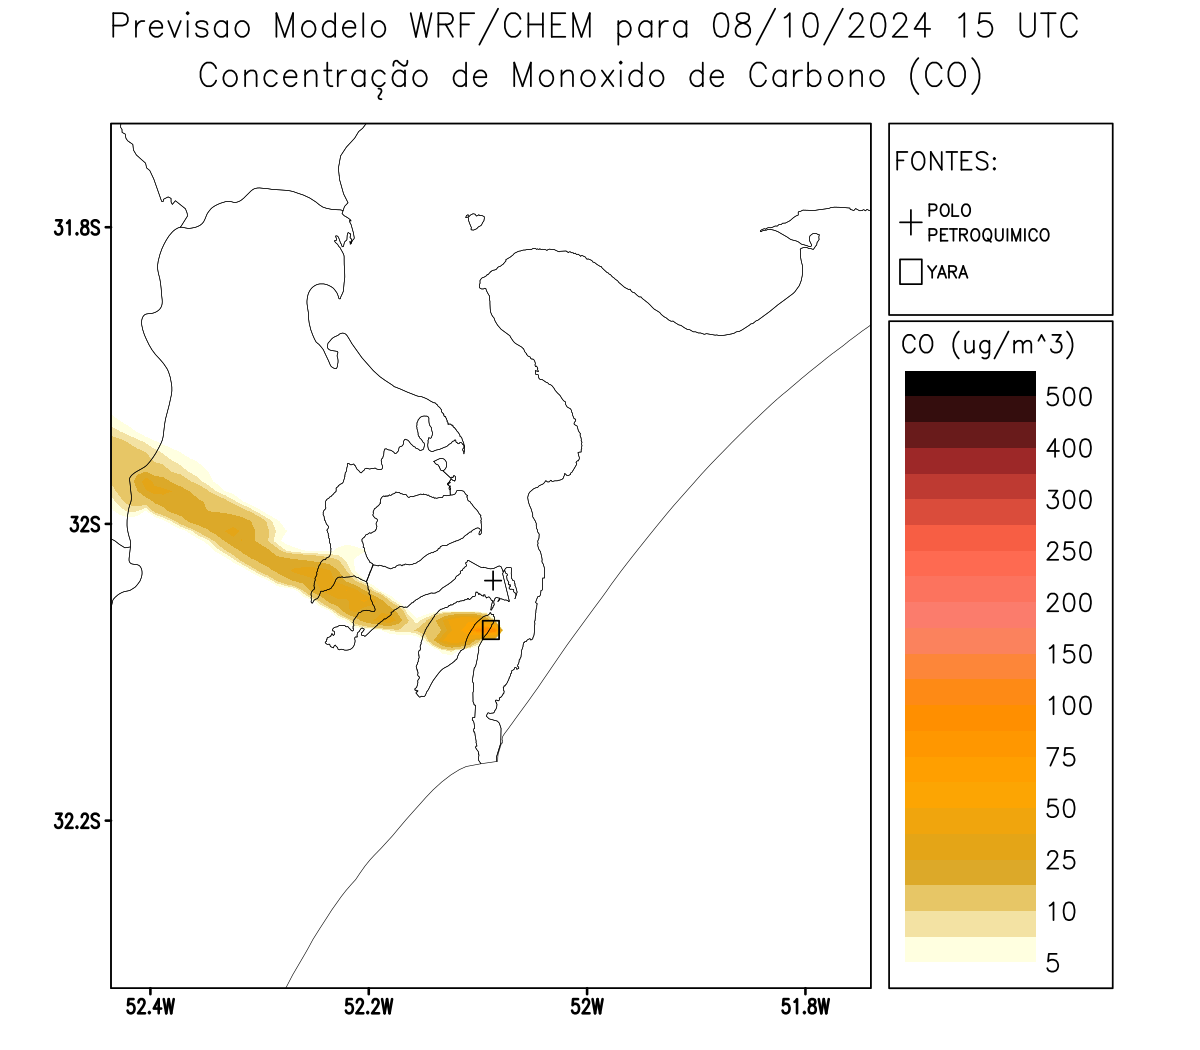 Previsao Modelo WRF/CHEM para 08/10/2024 15 UTC
Concentração de Monoxido de Carbono (CO)
FONTES:
POLO
PETROQUIMICO
YARA
CO (ug/m^3)
500
400
300
250
200
150
100
75
50
25
10
5
31.8S
32S
32.2S
52.4W
52.2W
52W
51.8W